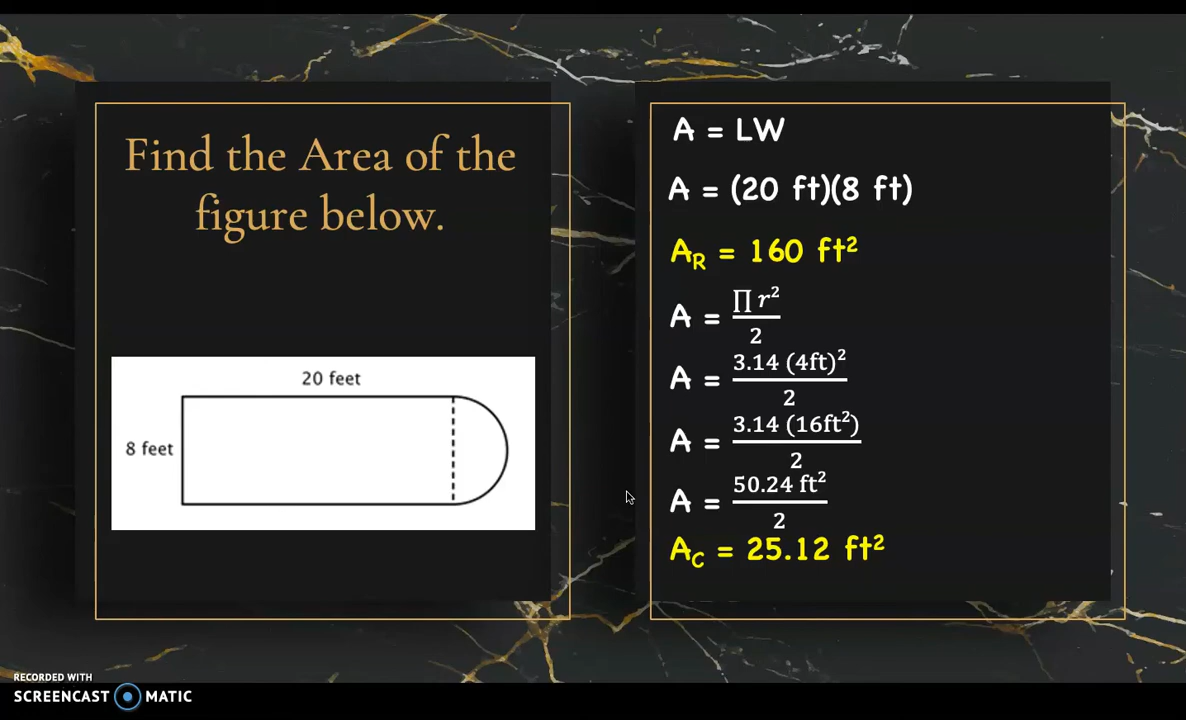 Find the Area of the
figure below.
20 feet
8 feet
A = LW
A = (20 ft)(8 ft)
A_R = 160 ft²
A = ∏ r² / 2
A = 3.14 (4ft)² / 2
A = 3.14 (16ft²) / 2
A = 50.24 ft² / 2
A_C = 25.12 ft²
RECORDED WITH
SCREENCAST MATIC